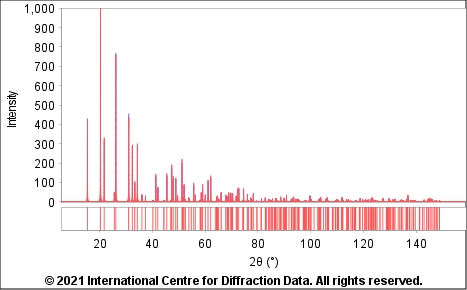 1,000
900
800
700
600
500
400
300
200
100
0
Intensity
20 40 60 80 100 120 140
2θ (°)
© 2021 International Centre for Diffraction Data. All rights reserved.